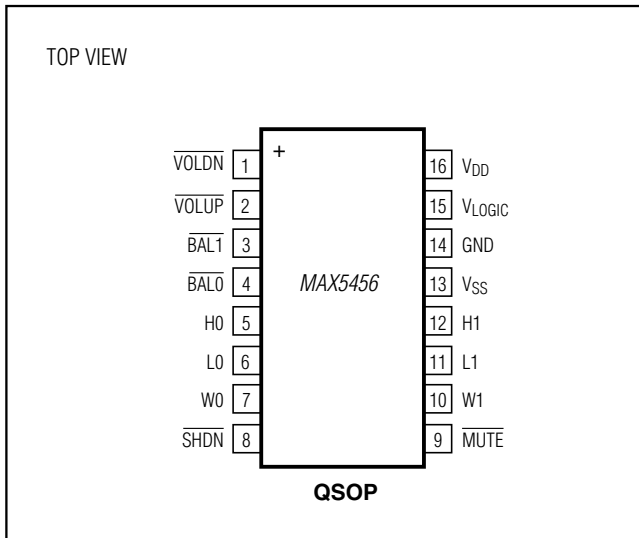 TOP VIEW
+
VOLDN 1
VOLUP 2
BAL1 3
BAL0 4
H0 5
L0 6
W0 7
SHDN 8
MAX5456
16 VDD
15 VLOGIC
14 GND
13 VSS
12 H1
11 L1
10 W1
9 MUTE
QSOP